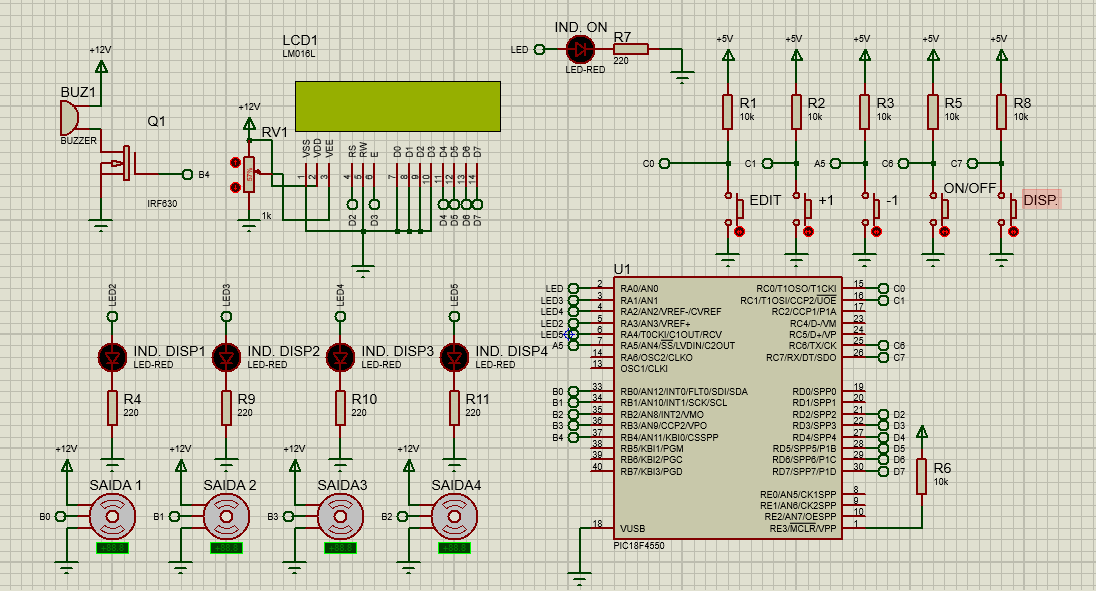 +12V
BUZ1
BUZZER
Q1
IRF630
B4
LCD1
LM016L
+12V
RV1
1k
VSS
VDD
VEE
RS
RW
E
D0
D1
D2
D3
D4
D5
D6
D7
1
2
3
4
5
6
7
8
9
10
11
12
13
14
D2
D3
D4
D5
D6
D7
IND. ON
LED
LED-RED
R7
220
+5V
+5V
+5V
+5V
+5V
R1
10k
R2
10k
R3
10k
R5
10k
R8
10k
C0
C1
A5
C6
C7
EDIT
+1
-1
ON/OFF
DISP.
LED2
LED3
LED4
LED5
IND. DISP1
LED-RED
IND. DISP2
LED-RED
IND. DISP3
LED-RED
IND. DISP4
LED-RED
R4
220
R9
220
R10
220
R11
220
+12V
+12V
+12V
+12V
SAIDA 1
SAIDA 2
SAIDA3
SAIDA4
B0
B1
B3
B2
U1
LED 2 RA0/AN0
LED3 3 RA1/AN1
LED4 4 RA2/AN2/VREF-/CVREF
LED2 5 RA3/AN3/VREF+
LED5 6 RA4/T0CKI/C1OUT/RCV
A5 7 RA5/AN4/SS/LVDIN/C2OUT
14 RA6/OSC2/CLKO
13 OSC1/CLKI
B0 33 RB0/AN12/INT0/FLT0/SDI/SDA
B1 34 RB1/AN10/INT1/SCK/SCL
B2 35 RB2/AN8/INT2/VMO
B3 36 RB3/AN9/CCP2/VPO
B4 37 RB4/AN11/KBI0/CSSPP
38 RB5/KBI1/PGM
39 RB6/KBI2/PGC
40 RB7/KBI3/PGD
18 VUSB
RC0/T1OSO/T1CKI 15 C0
RC1/T1OSI/CCP2/UOE 16 C1
RC2/CCP1/P1A 17
RC4/D-/VM 23
RC5/D+/VP 24
RC6/TX/CK 25 C6
RC7/RX/DT/SDO 26 C7
RD0/SPP0 19
RD1/SPP1 20
RD2/SPP2 21 D2
RD3/SPP3 22 D3
RD4/SPP4 27 D4
RD5/SPP5/P1B 28 D5
RD6/SPP6/P1C 29 D6
RD7/SPP7/P1D 30 D7
RE0/AN5/CK1SPP 8
RE1/AN6/CK2SPP 9
RE2/AN7/OESPP 10
RE3/MCLR/VPP 1
PIC18F4550
R6
10k